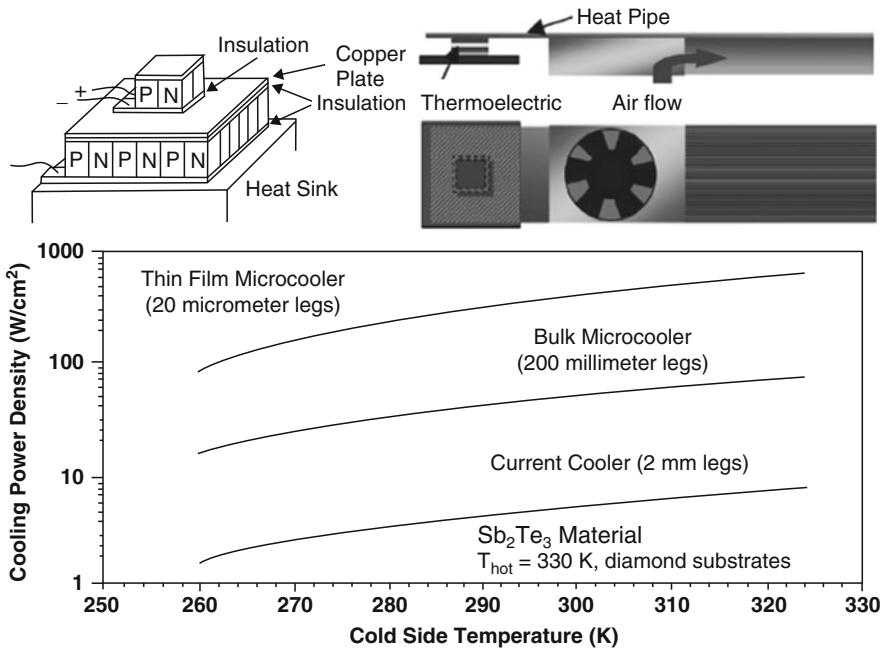 Insulation
Copper
Plate
Insulation
+
−
P N
P N P N P N
Heat Sink
Heat Pipe
Thermoelectric
Air flow
Cooling Power Density (W/cm²)
1000
100
10
1
Thin Film Microcooler
(20 micrometer legs)
Bulk Microcooler
(200 millimeter legs)
Current Cooler (2 mm legs)
Sb₂Te₃ Material
T_hot = 330 K, diamond substrates
250 260 270 280 290 300 310 320 330
Cold Side Temperature (K)